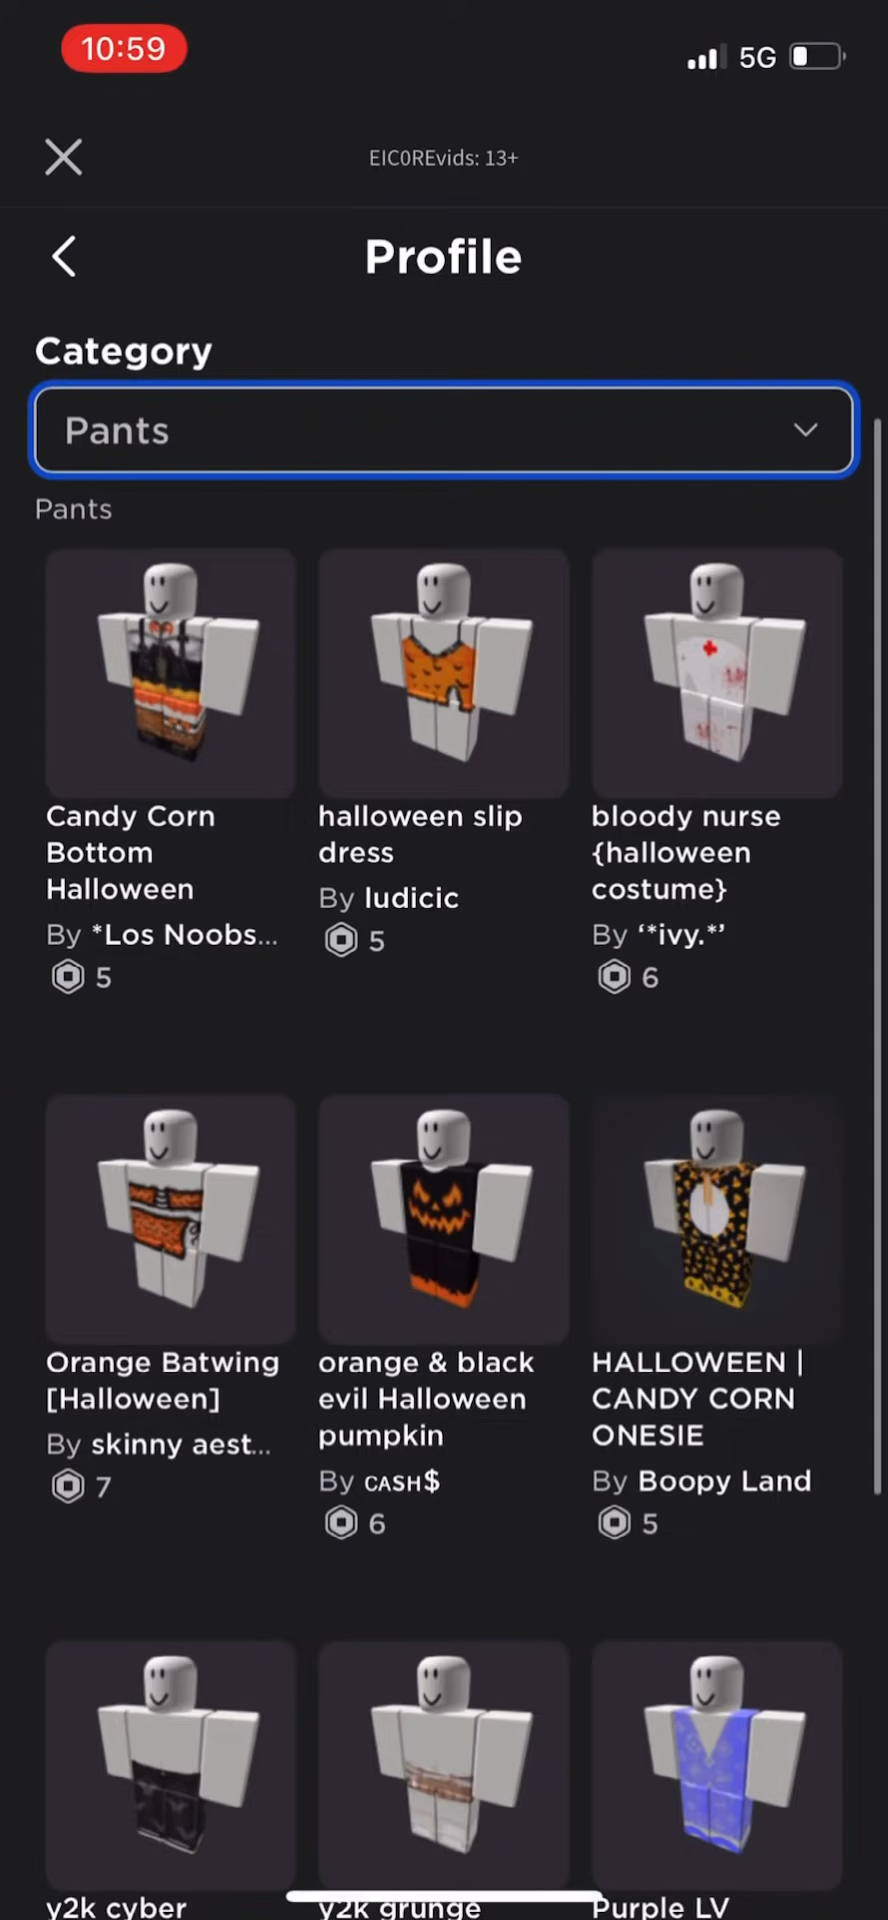 10:59
5G
EIC0REvids: 13+
Profile
Category
Pants
Pants
Candy Corn
Bottom
Halloween
By *Los Noobs...
5
halloween slip
dress
By ludicic
5
bloody nurse
{halloween
costume}
By ‘*ivy.*’
6
Orange Batwing
[Halloween]
By skinny aest...
7
orange & black
evil Halloween
pumpkin
By ᴄᴀsʜ$
6
HALLOWEEN |
CANDY CORN
ONESIE
By Boopy Land
5
y2k cyber
y2k grunge
Purple LV